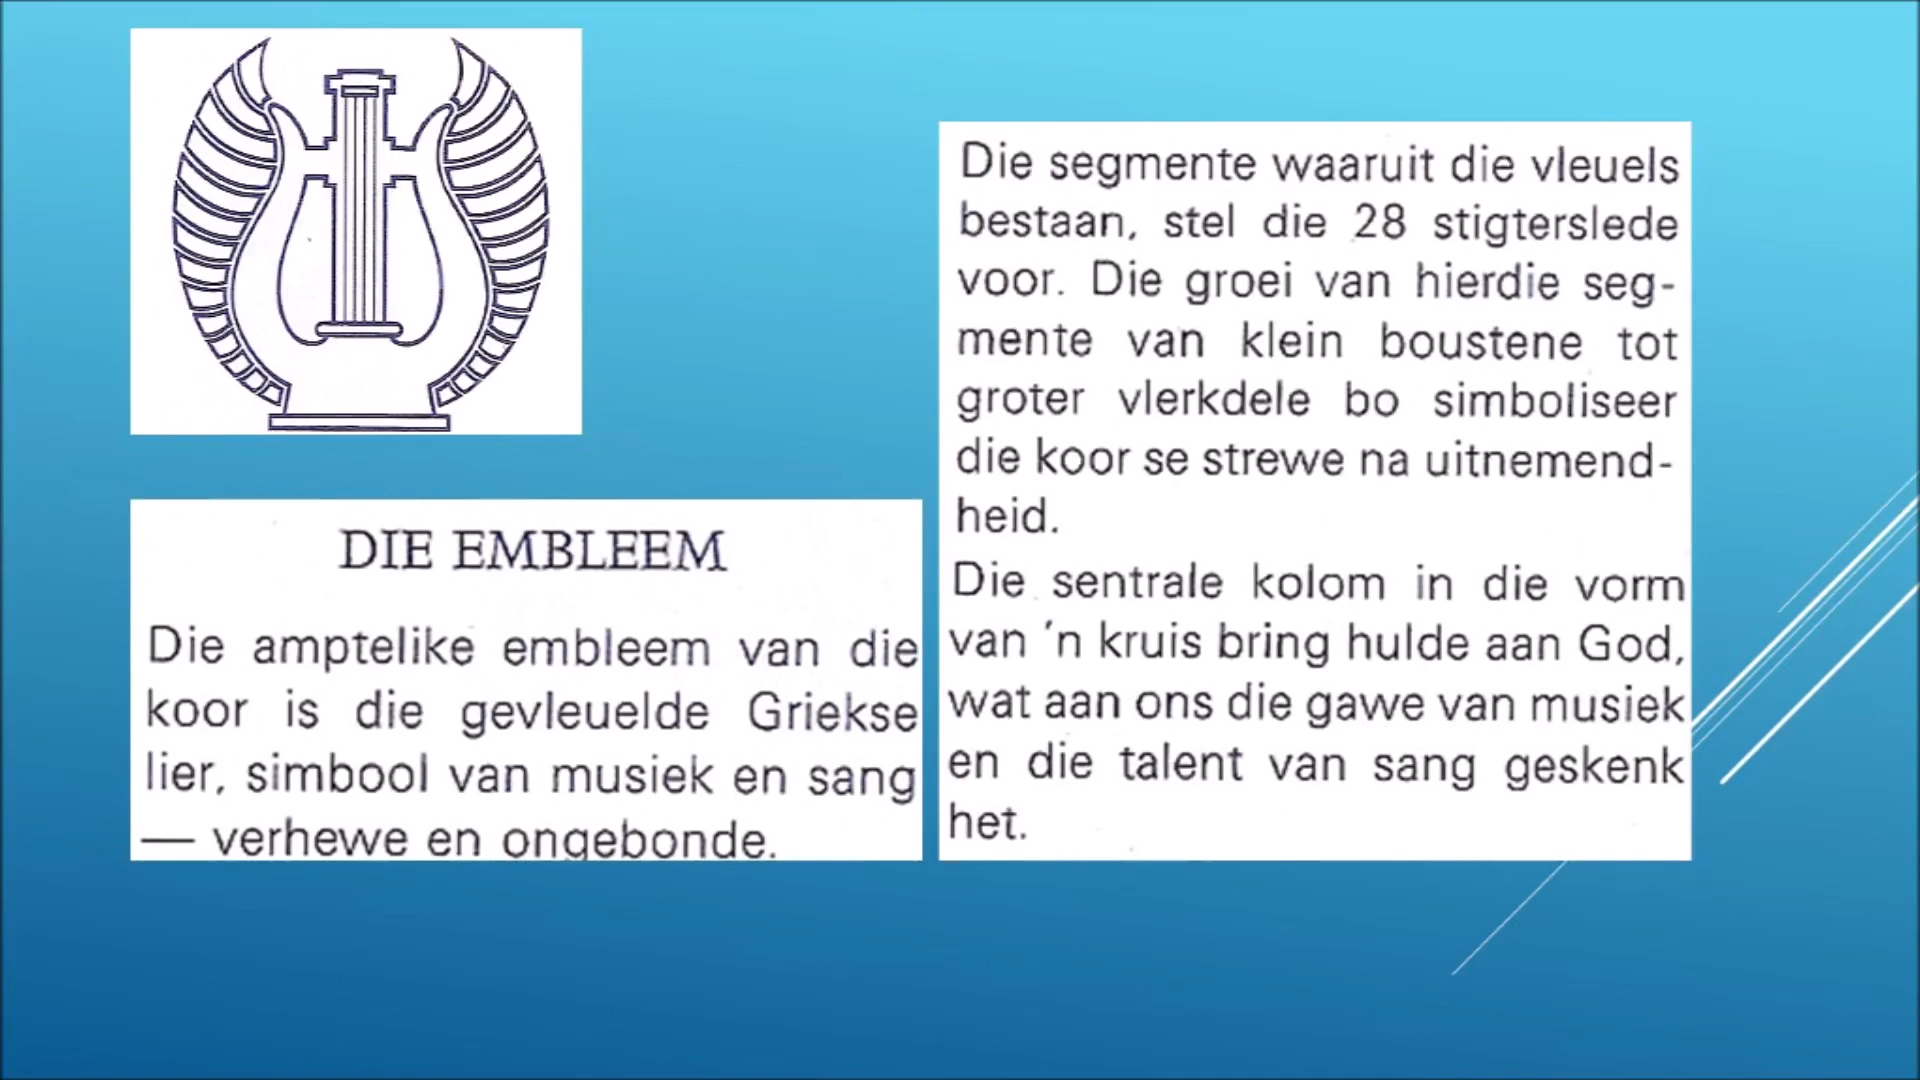 DIE EMBLEEM
Die amptelike embleem van die
koor is die gevleuelde Griekse
lier, simbool van musiek en sang
— verhewe en ongebonde.
Die segmente waaruit die vleuels
bestaan, stel die 28 stigterslede
voor. Die groei van hierdie seg-
mente van klein boustene tot
groter vlerkdele bo simboliseer
die koor se strewe na uitnemend-
heid.
Die sentrale kolom in die vorm
van 'n kruis bring hulde aan God,
wat aan ons die gawe van musiek
en die talent van sang geskenk
het.